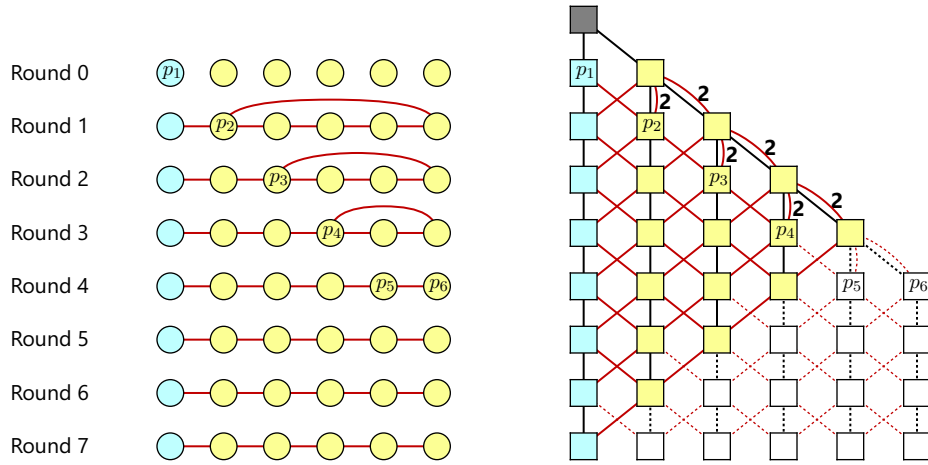 Round 0 p1 p1
2 2
Round 1 p2 p2
2 2
Round 2 p3 p3
2 2
Round 3 p4 p4
Round 4 p5 p6 p5 p6
Round 5
Round 6
Round 7